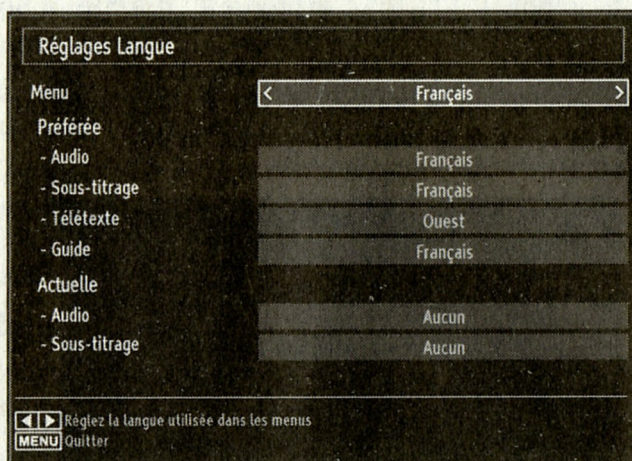 Réglages Langue
Menu < Français >
Préférée
- Audio Français
- Sous-titrage Français
- Télétexte Ouest
- Guide Français
Actuelle
- Audio Aucun
- Sous-titrage Aucun
◀ ▶ Réglez la langue utilisée dans les menus
MENU Quitter